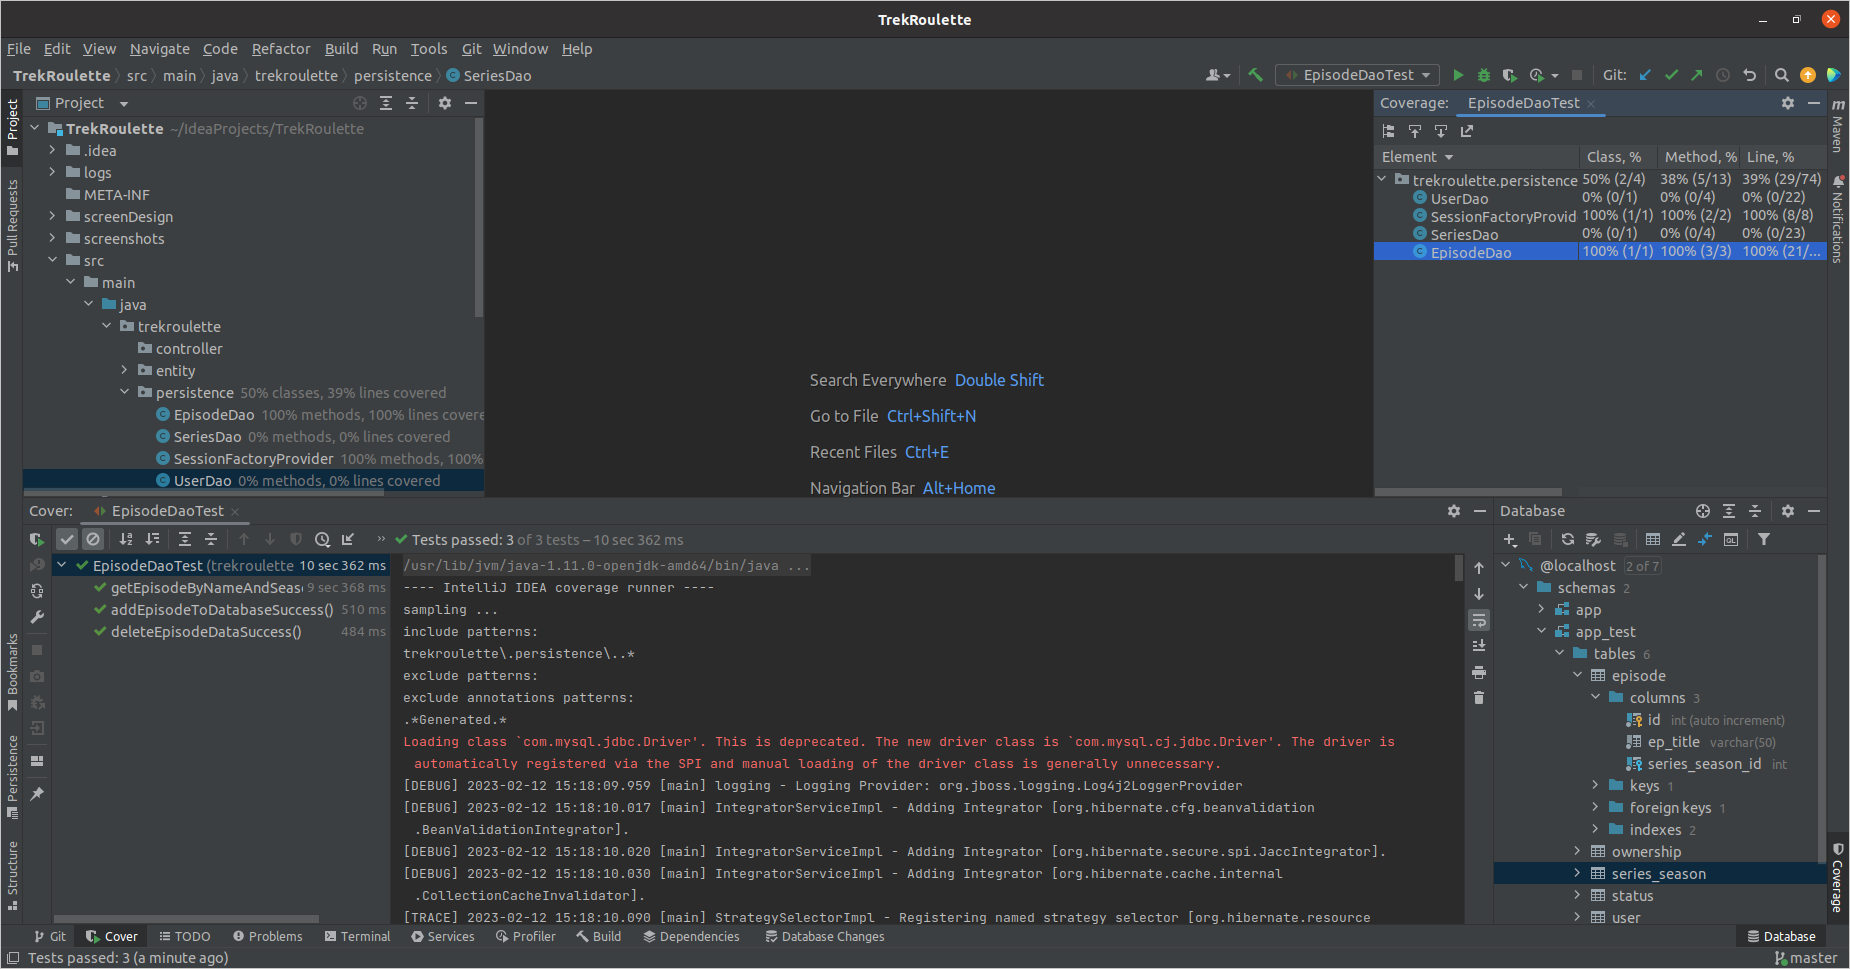 TrekRoulette
File Edit View Navigate Code Refactor Build Run Tools Git Window Help
TrekRoulette src main java trekroulette persistence SeriesDao
EpisodeDaoTest
Git:
Project
Project
TrekRoulette ~/IdeaProjects/TrekRoulette
.idea
logs
META-INF
screenDesign
screenshots
src
main
java
trekroulette
controller
entity
persistence 50% classes, 39% lines covered
EpisodeDao 100% methods, 100% lines covere
SeriesDao 0% methods, 0% lines covered
SessionFactoryProvider 100% methods, 100%
UserDao 0% methods, 0% lines covered
Pull Requests
Bookmarks
Persistence
Structure
Search Everywhere Double Shift
Go to File Ctrl+Shift+N
Recent Files Ctrl+E
Navigation Bar Alt+Home
Coverage: EpisodeDaoTest
Element Class, % Method, % Line, %
trekroulette.persistence 50% (2/4) 38% (5/13) 39% (29/74)
UserDao 0% (0/1) 0% (0/4) 0% (0/22)
SessionFactoryProvid 100% (1/1) 100% (2/2) 100% (8/8)
SeriesDao 0% (0/1) 0% (0/4) 0% (0/23)
EpisodeDao 100% (1/1) 100% (3/3) 100% (21/...
m Maven
Notifications
Coverage
Cover: EpisodeDaoTest
Tests passed: 3 of 3 tests – 10 sec 362 ms
EpisodeDaoTest (trekroulette 10 sec 362 ms
getEpisodeByNameAndSeas 9 sec 368 ms
addEpisodeToDatabaseSuccess() 510 ms
deleteEpisodeDataSuccess() 484 ms
/usr/lib/jvm/java-1.11.0-openjdk-amd64/bin/java ...
---- IntelliJ IDEA coverage runner ----
sampling ...
include patterns:
trekroulette\.persistence\..*
exclude patterns:
exclude annotations patterns:
.*Generated.*
Loading class `com.mysql.jdbc.Driver'. This is deprecated. The new driver class is `com.mysql.cj.jdbc.Driver'. The driver is
automatically registered via the SPI and manual loading of the driver class is generally unnecessary.
[DEBUG] 2023-02-12 15:18:09.959 [main] logging - Logging Provider: org.jboss.logging.Log4j2LoggerProvider
[DEBUG] 2023-02-12 15:18:10.017 [main] IntegratorServiceImpl - Adding Integrator [org.hibernate.cfg.beanvalidation
.BeanValidationIntegrator].
[DEBUG] 2023-02-12 15:18:10.020 [main] IntegratorServiceImpl - Adding Integrator [org.hibernate.secure.spi.JaccIntegrator].
[DEBUG] 2023-02-12 15:18:10.030 [main] IntegratorServiceImpl - Adding Integrator [org.hibernate.cache.internal
.CollectionCacheInvalidator].
[TRACE] 2023-02-12 15:18:10.090 [main] StrategySelectorImpl - Registering named strategy selector [org.hibernate.resource
Database
QL
@localhost 2 of 7
schemas 2
app
app_test
tables 6
episode
columns 3
id int (auto increment)
ep_title varchar(50)
series_season_id int
keys 1
foreign keys 1
indexes 2
ownership
series_season
status
user
Git Cover TODO Problems Terminal Services Profiler Build Dependencies Database Changes Database
Tests passed: 3 (a minute ago) master